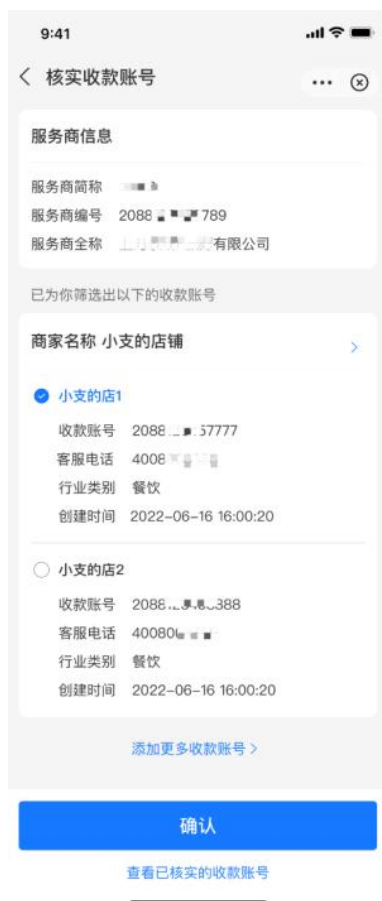 9:41
核实收款账号
服务商信息
服务商简称
服务商编号 2088 789
服务商全称 有限公司
已为你筛选出以下的收款账号
商家名称 小支的店铺
小支的店1
收款账号 2088 57777
客服电话 4008
行业类别 餐饮
创建时间 2022-06-16 16:00:20
小支的店2
收款账号 2088 388
客服电话 40080
行业类别 餐饮
创建时间 2022-06-16 16:00:20
添加更多收款账号
确认
查看已核实的收款账号